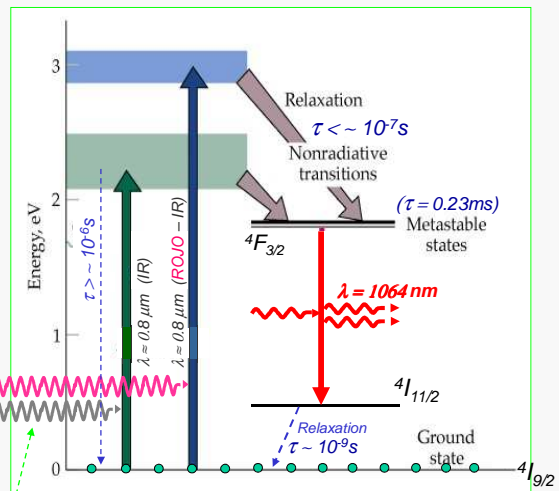 3
2
1
0
Energy, eV
τ > ~ 10⁻⁶s
λ ≈ 0.8 μm (IR)
λ ≈ 0.8 μm (ROJO – IR)
Relaxation
τ < ~ 10⁻⁷s
Nonradiative
transitions
(τ = 0.23ms)
Metastable
states
⁴F₃/₂
λ = 1064 nm
⁴I₁₁/₂
Relaxation
τ ~ 10⁻⁹s
Ground
state
⁴I₉/₂